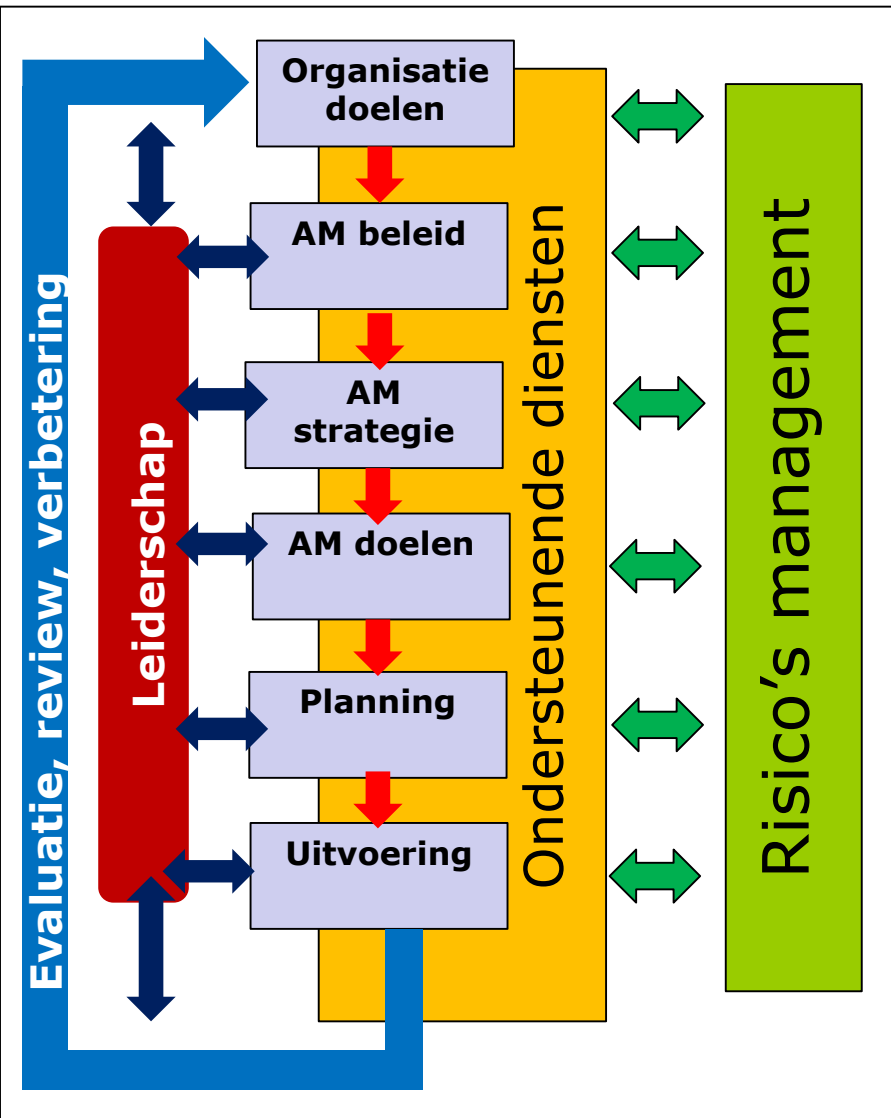 Organisatie
doelen
AM beleid
AM
strategie
AM doelen
Planning
Uitvoering
Evaluatie, review, verbetering
Leiderschap
Ondersteunende diensten
Risico’s management